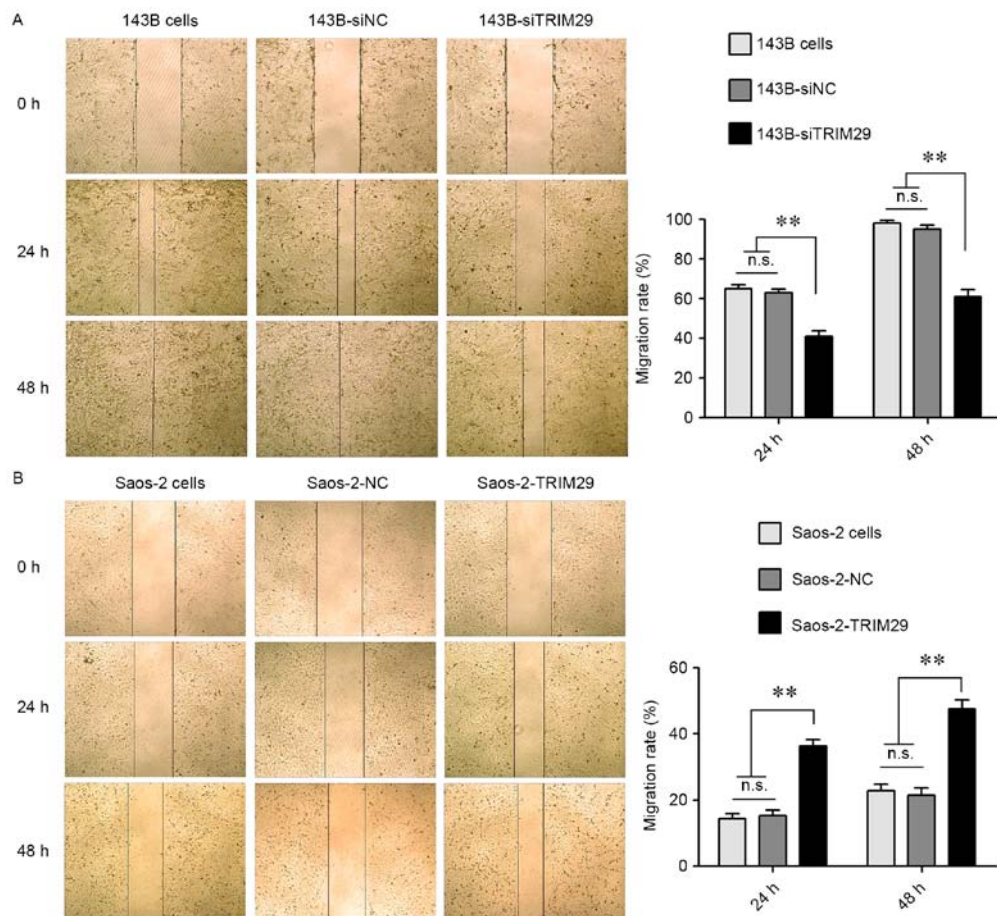 A
143B cells
143B-siNC
143B-siTRIM29
0 h
24 h
48 h
143B cells
143B-siNC
143B-siTRIM29
Migration rate (%)
100
80
60
40
20
0
n.s.
**
n.s.
**
24 h
48 h
B
Saos-2 cells
Saos-2-NC
Saos-2-TRIM29
0 h
24 h
48 h
Saos-2 cells
Saos-2-NC
Saos-2-TRIM29
Migration rate (%)
60
40
20
0
n.s.
**
n.s.
**
24 h
48 h